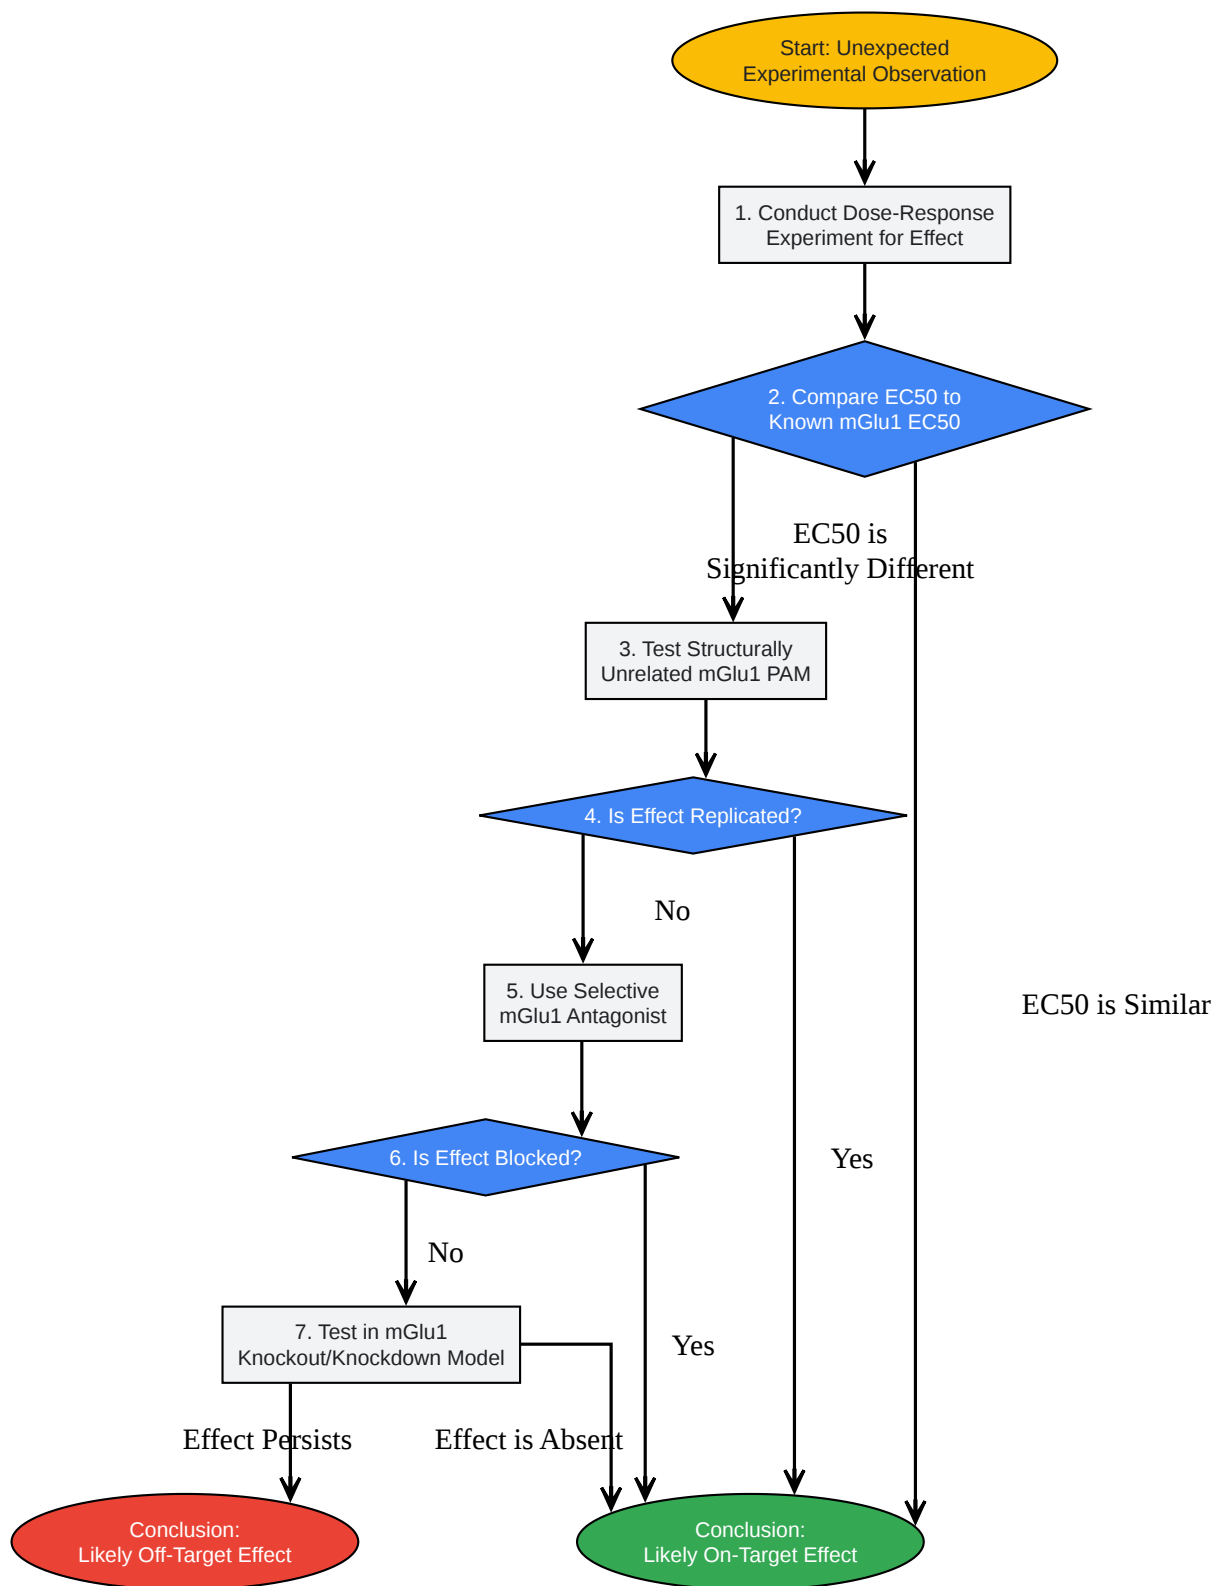 Start: Unexpected
Experimental Observation
1. Conduct Dose-Response
Experiment for Effect
2. Compare EC50 to
Known mGlu1 EC50
EC50 is
Significantly Different
3. Test Structurally
Unrelated mGlu1 PAM
4. Is Effect Replicated?
No
5. Use Selective
mGlu1 Antagonist
EC50 is Similar
6. Is Effect Blocked?
Yes
No
7. Test in mGlu1
Knockout/Knockdown Model
Yes
Effect Persists
Effect is Absent
Conclusion:
Likely Off-Target Effect
Conclusion:
Likely On-Target Effect